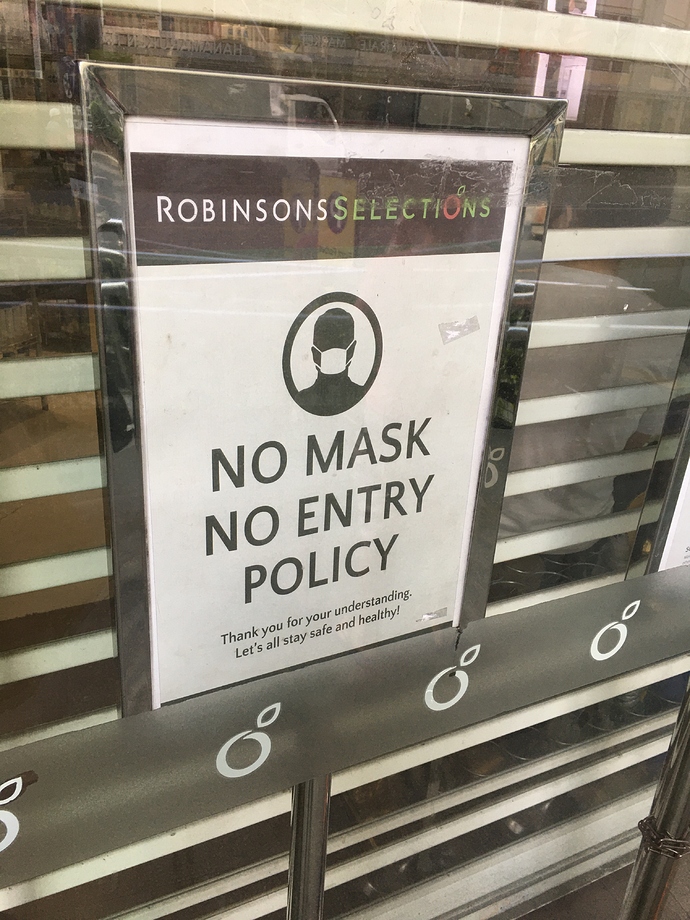 ROBINSONS SELECTIONS
NO MASK
NO ENTRY
POLICY
Thank you for your understanding.
Let's all stay safe and healthy!